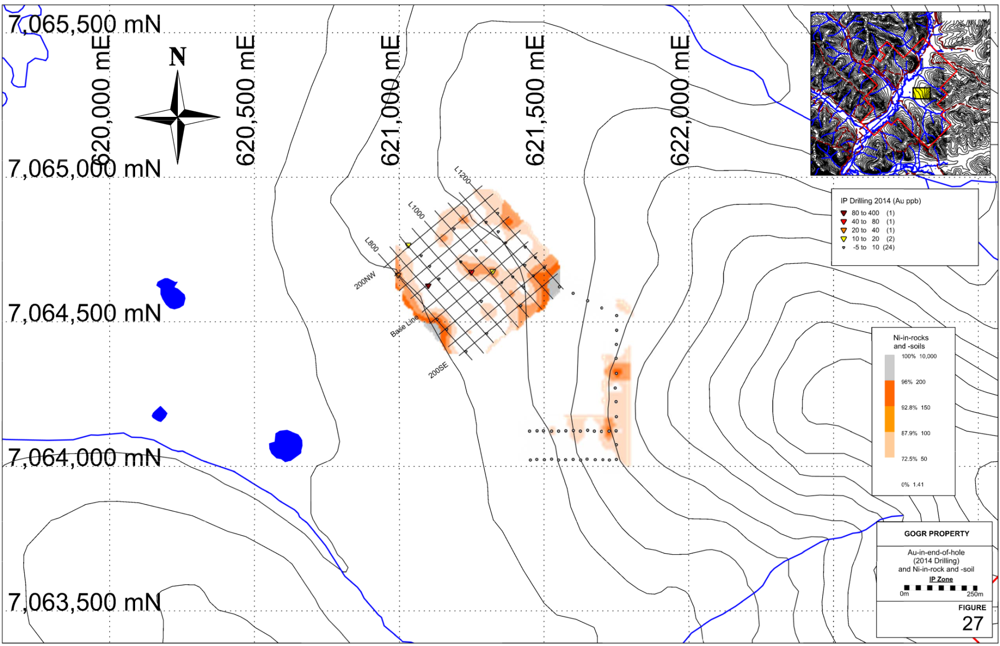 7,065,500 mN
620,000 mE
620,500 mE
621,000 mE
621,500 mE
622,000 mE
N
7,065,000 mN
L1200
L1000
L800
200NW
Base Line
200SE
7,064,500 mN
7,064,000 mN
7,063,500 mN
IP Drilling 2014 (Au ppb)
80 to 400 (1)
40 to 80 (1)
20 to 40 (1)
10 to 20 (2)
-5 to 10 (24)
Ni-in-rocks
and -soils
100% 10,000
96% 200
92.8% 150
87.9% 100
72.5% 50
0% 1.41
GOGR PROPERTY
Au-in-end-of-hole
(2014 Drilling)
and Ni-in-rock and -soil
IP Zone
0m 250m
FIGURE
27